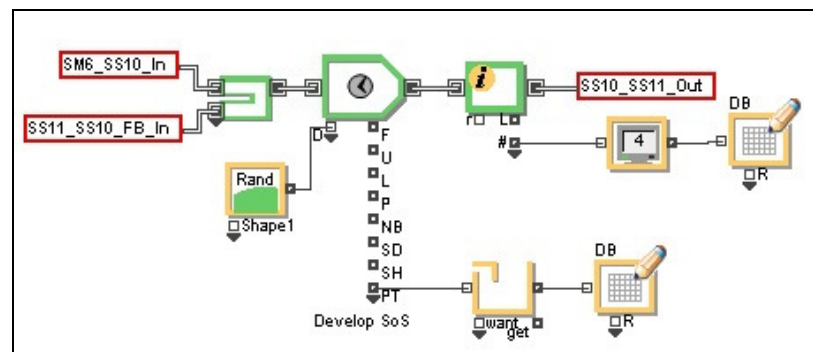 SM6_SS10_In
SS11_SS10_FB_In
D
F
U
L
P
NB
SD
SH
PT
Rand
Shape1
Develop SoS
i
r
L
#
SS10_SS11_Out
4
DB
R
want
get
DB
R